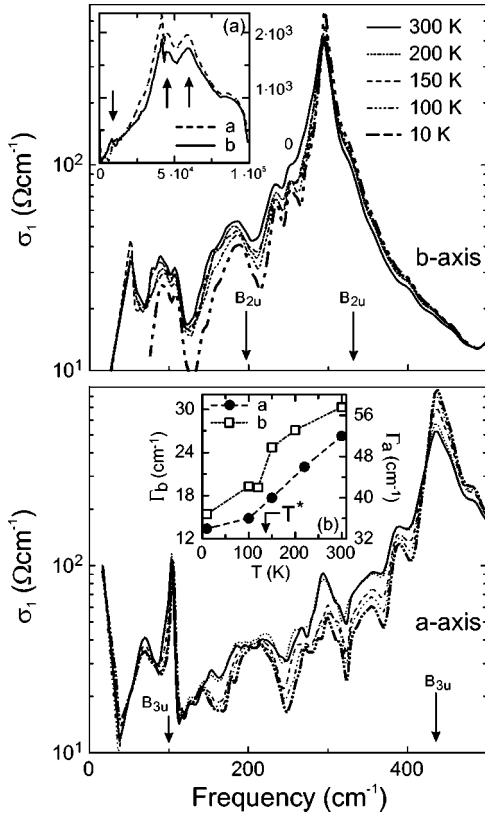 (a)
2·10³
1·10³
0
a
b
0 5·10⁴ 1·10⁵
300 K
200 K
150 K
100 K
10 K
10²
10¹
σ₁ (Ωcm⁻¹)
B₂ᵤ
B₂ᵤ
b-axis
a
b
30
24
18
12
56
48
40
32
Γb (cm⁻¹)
Γa (cm⁻¹)
T*
(b)
0 100 200 300
T (K)
10²
10¹
σ₁ (Ωcm⁻¹)
a-axis
B₃ᵤ
B₃ᵤ
0 200 400
Frequency (cm⁻¹)